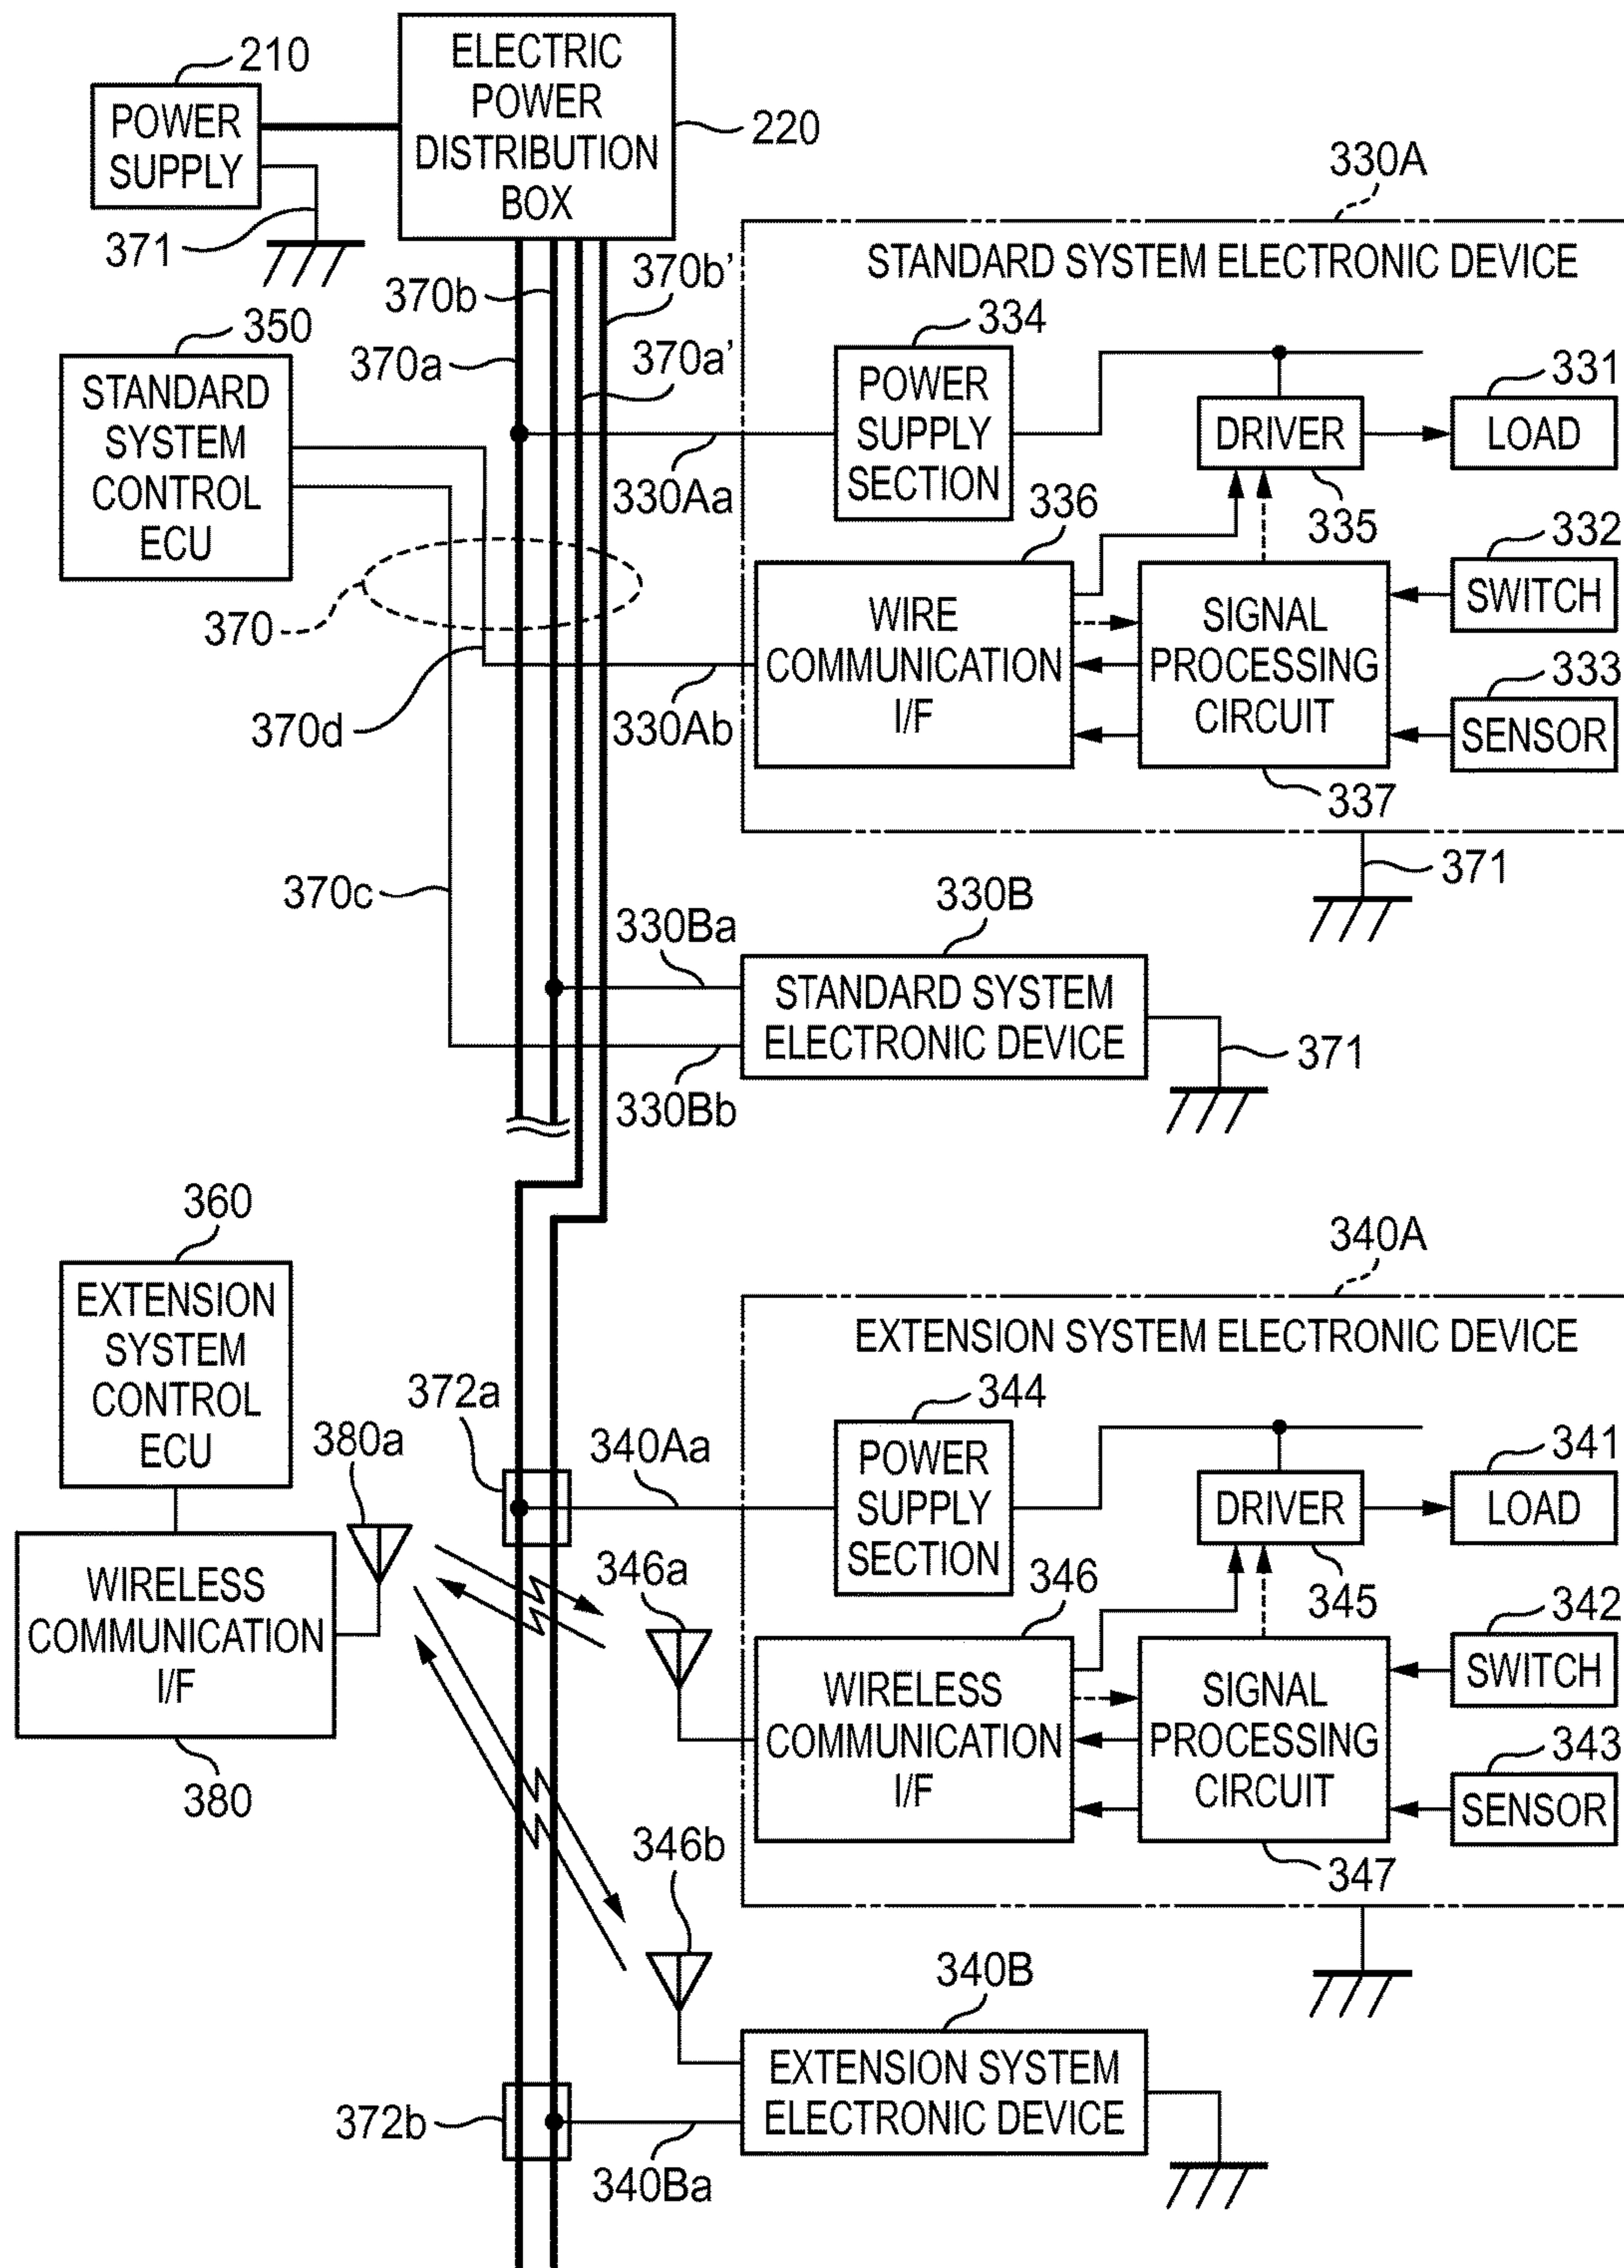 210
POWER
SUPPLY
371
ELECTRIC
POWER
DISTRIBUTION
BOX
220
370b
370b’
370a
370a’
350
STANDARD
SYSTEM
CONTROL
ECU
370
370d
370c
330A
STANDARD SYSTEM ELECTRONIC DEVICE
334
POWER
SUPPLY
SECTION
330Aa
331
DRIVER
LOAD
335
336
WIRE
COMMUNICATION
I/F
330Ab
SIGNAL
PROCESSING
CIRCUIT
337
332
SWITCH
333
SENSOR
371
330Ba
330B
STANDARD SYSTEM
ELECTRONIC DEVICE
330Bb
371
360
EXTENSION
SYSTEM
CONTROL
ECU
380a
WIRELESS
COMMUNICATION
I/F
380
372a
340Aa
340A
EXTENSION SYSTEM ELECTRONIC DEVICE
344
POWER
SUPPLY
SECTION
341
DRIVER
LOAD
345
346a
346
WIRELESS
COMMUNICATION
I/F
SIGNAL
PROCESSING
CIRCUIT
347
342
SWITCH
343
SENSOR
346b
340B
EXTENSION SYSTEM
ELECTRONIC DEVICE
372b
340Ba